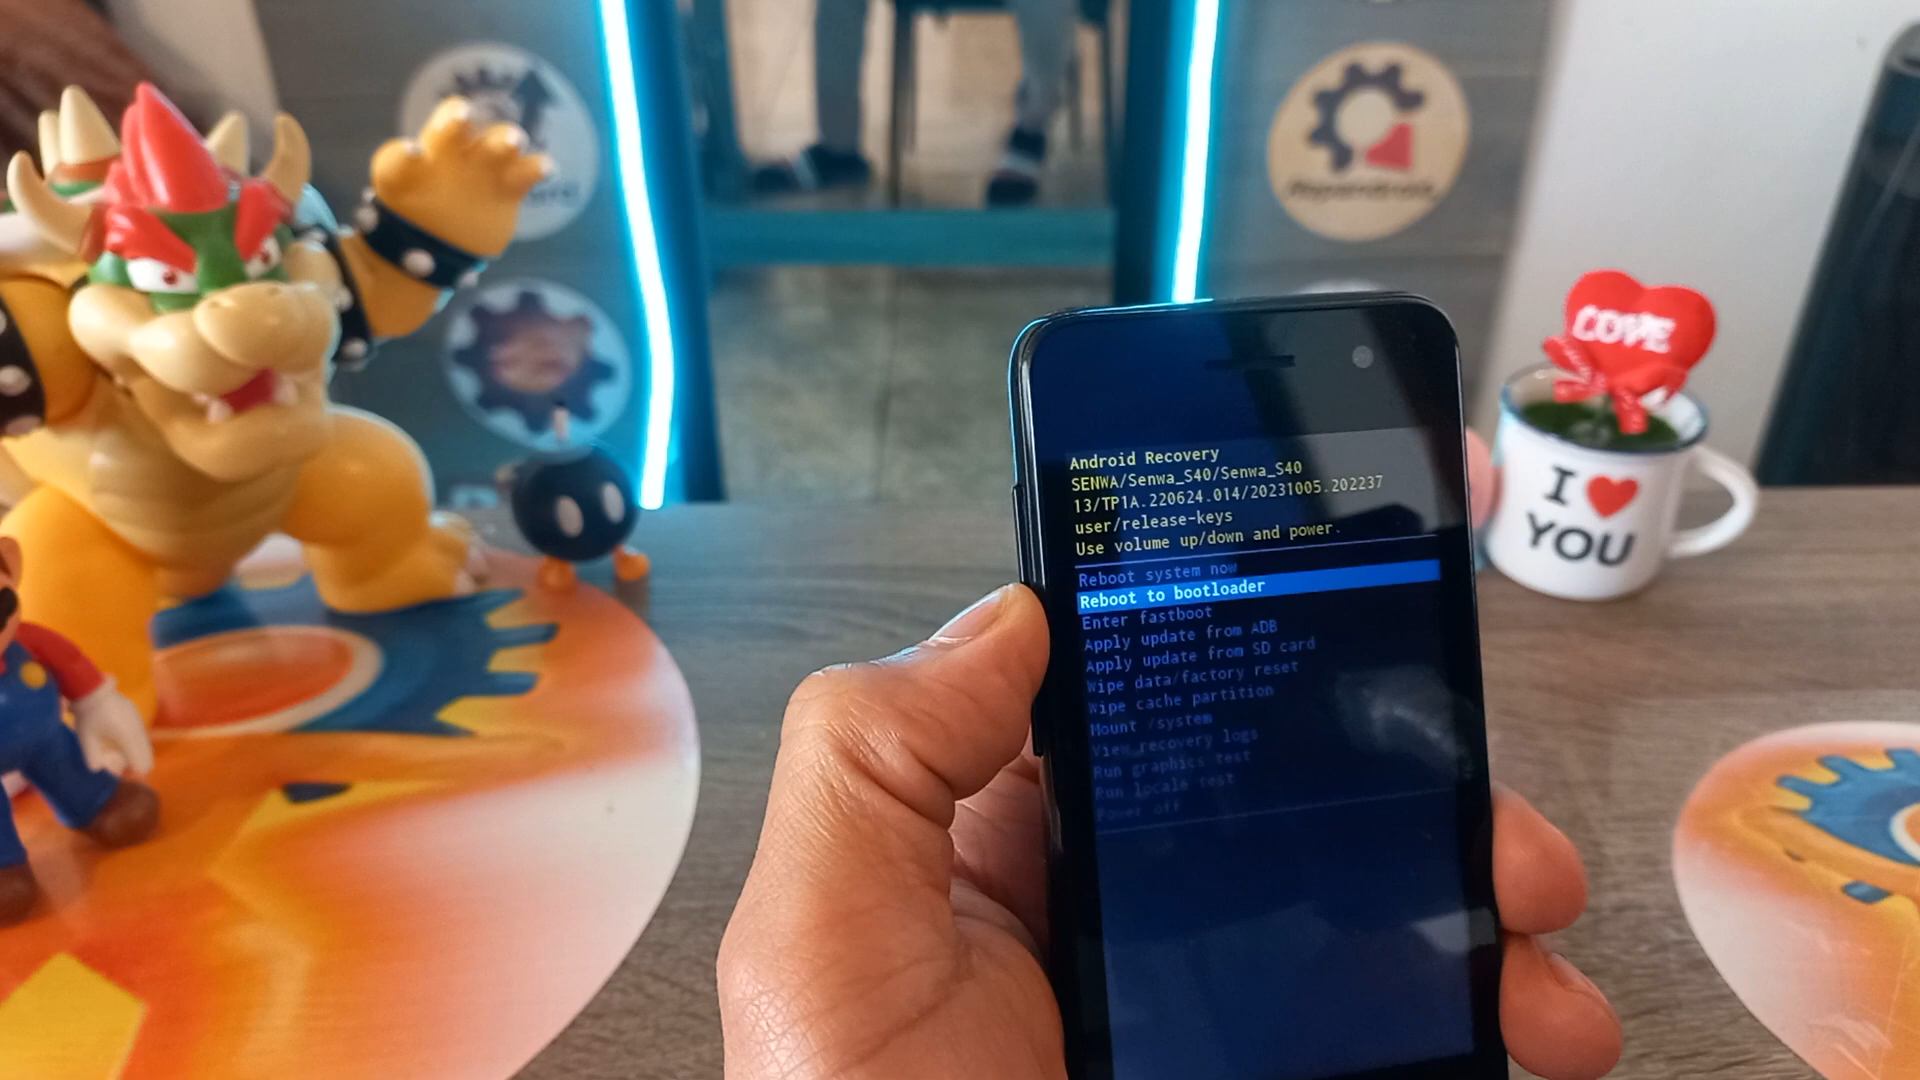 Android Recovery
SENWA/Senwa_S40/Senwa_S40
13/TP1A.220624.014/20231005.202237
user/release-keys
Use volume up/down and power.
Reboot system now
Reboot to bootloader
Enter fastboot
Apply update from ADB
Apply update from SD card
Wipe data/factory reset
Wipe cache partition
Mount /system
View recovery logs
Run graphics test
Run locale test
Power off
LOVE
I
YOU